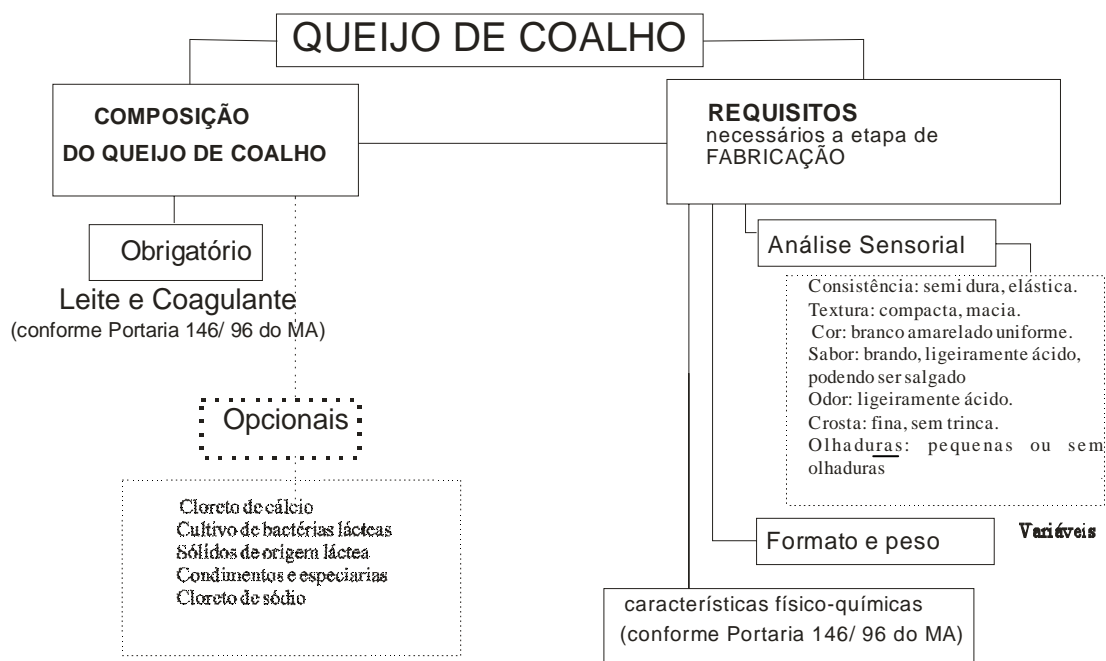 QUEIJO DE COALHO
COMPOSIÇÃO
DO QUEIJO DE COALHO
Obrigatório
Leite e Coagulante
(conforme Portaria 146/ 96 do MA)
Opcionais
Cloreto de cálcio
Cultivo de bactérias lácteas
Sólidos de origem láctea
Condimentos e especiarias
Cloreto de sódio
REQUISITOS
necessários a etapa de
FABRICAÇÃO
Análise Sensorial
Consistência: semi dura, elástica.
Textura: compacta, macia.
Cor: branco amarelado uniforme.
Sabor: brando, ligeiramente ácido,
podendo ser salgado
Odor: ligeiramente ácido.
Crosta: fina, sem trinca.
Olhaduras: pequenas ou sem
olhaduras
Formato e peso
Variáveis
características físico-químicas
(conforme Portaria 146/ 96 do MA)